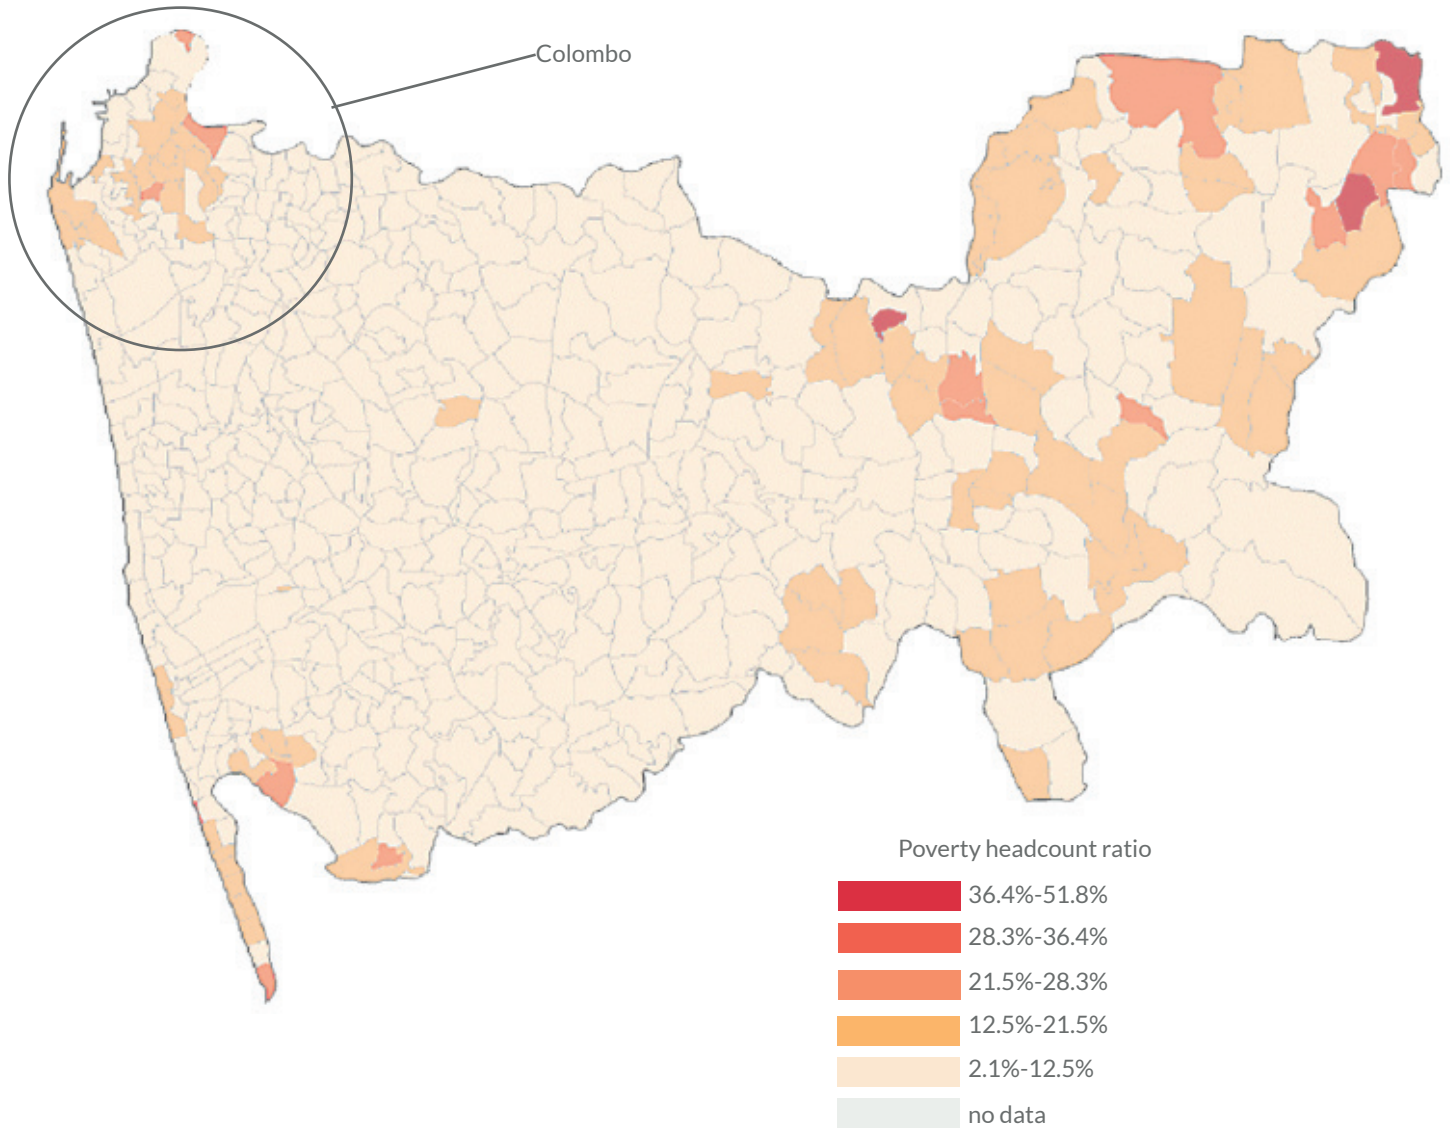 Colombo
Poverty headcount ratio
36.4%-51.8%
28.3%-36.4%
21.5%-28.3%
12.5%-21.5%
2.1%-12.5%
no data